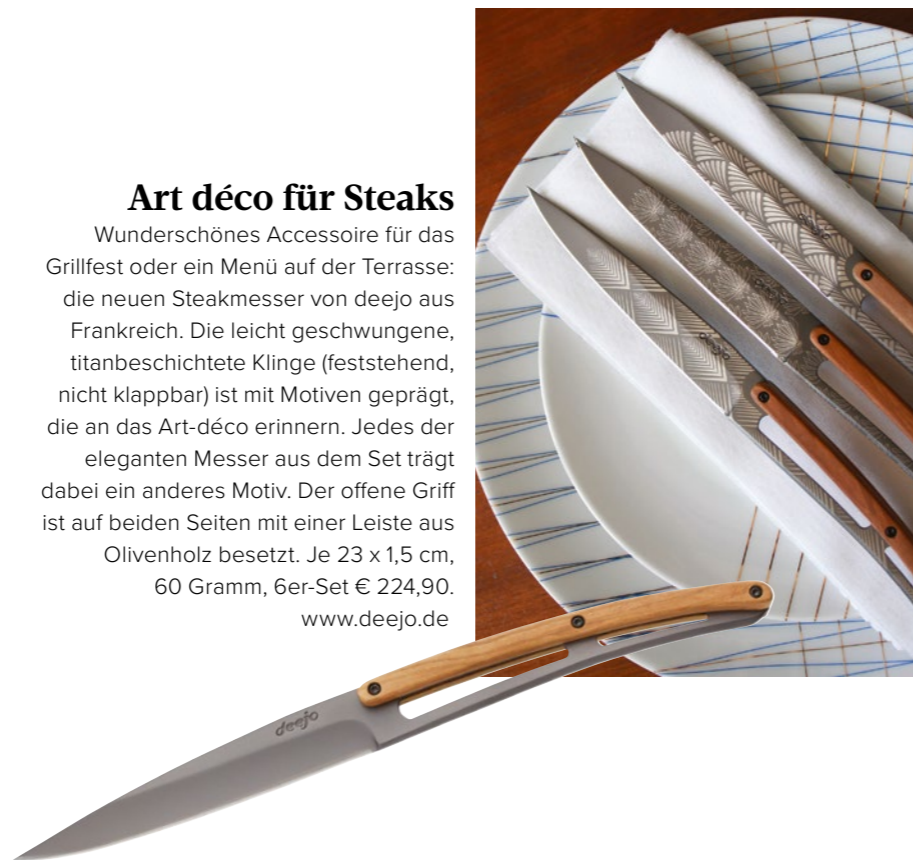 Art déco für Steaks
Wunderschönes Accessoire für das
Grillfest oder ein Menü auf der Terrasse:
die neuen Steakmesser von deejo aus
Frankreich. Die leicht geschwungene,
titanbeschichtete Klinge (feststehend,
nicht klappbar) ist mit Motiven geprägt,
die an das Art-déco erinnern. Jedes der
eleganten Messer aus dem Set trägt
dabei ein anderes Motiv. Der offene Griff
ist auf beiden Seiten mit einer Leiste aus
Olivenholz besetzt. Je 23 x 1,5 cm,
60 Gramm, 6er-Set € 224,90.
www.deejo.de
deejo
deejo
deejo
deejo